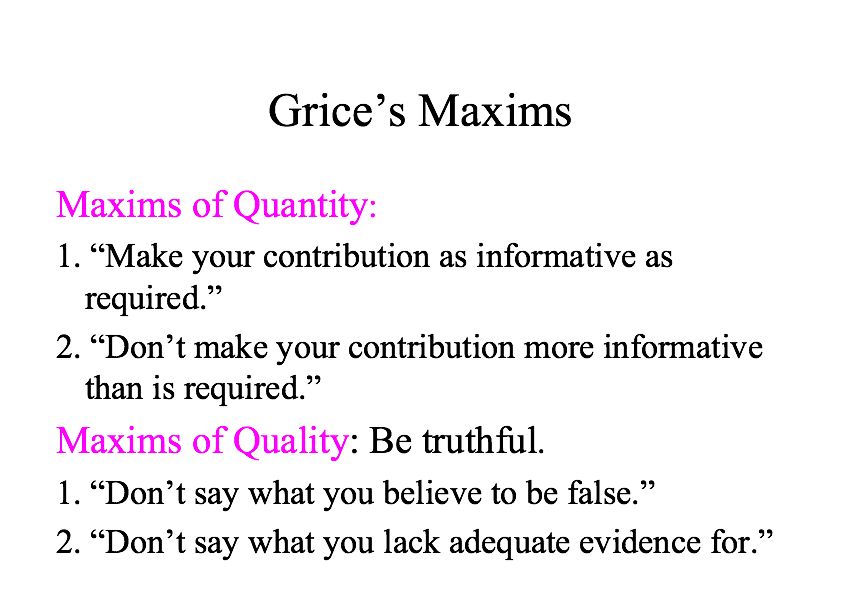 Grice’s Maxims
Maxims of Quantity:
1. “Make your contribution as informative as
required.”
2. “Don’t make your contribution more informative
than is required.”
Maxims of Quality: Be truthful.
1. “Don’t say what you believe to be false.”
2. “Don’t say what you lack adequate evidence for.”